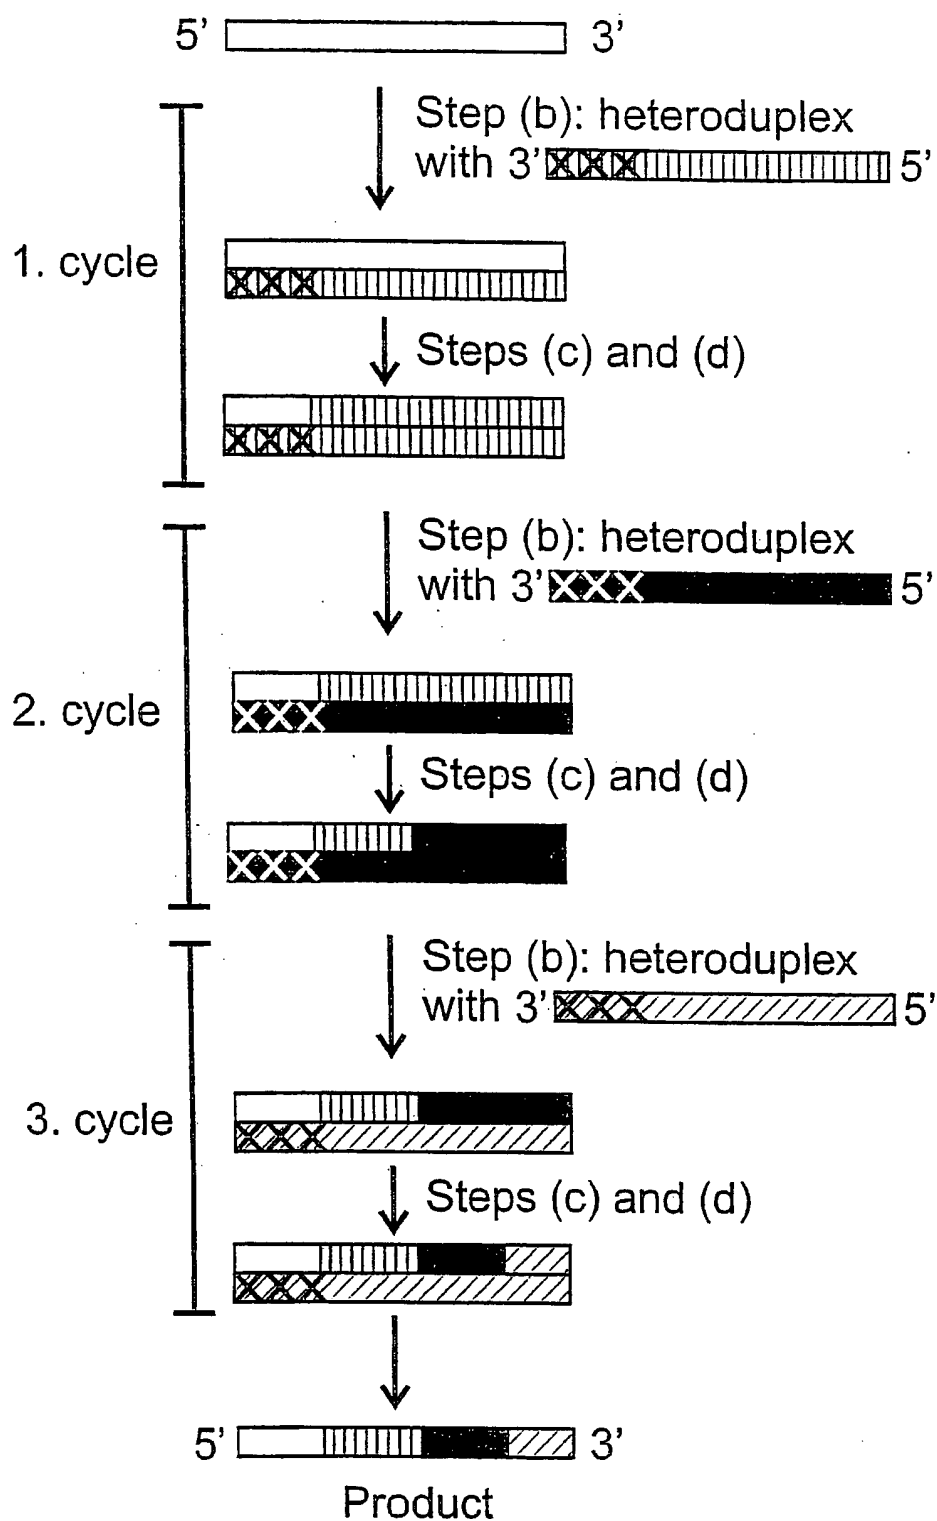 5' 3'
Step (b): heteroduplex
with 3' 5'
1. cycle
Steps (c) and (d)
Step (b): heteroduplex
with 3' 5'
2. cycle
Steps (c) and (d)
Step (b): heteroduplex
with 3' 5'
3. cycle
Steps (c) and (d)
5' 3'
Product